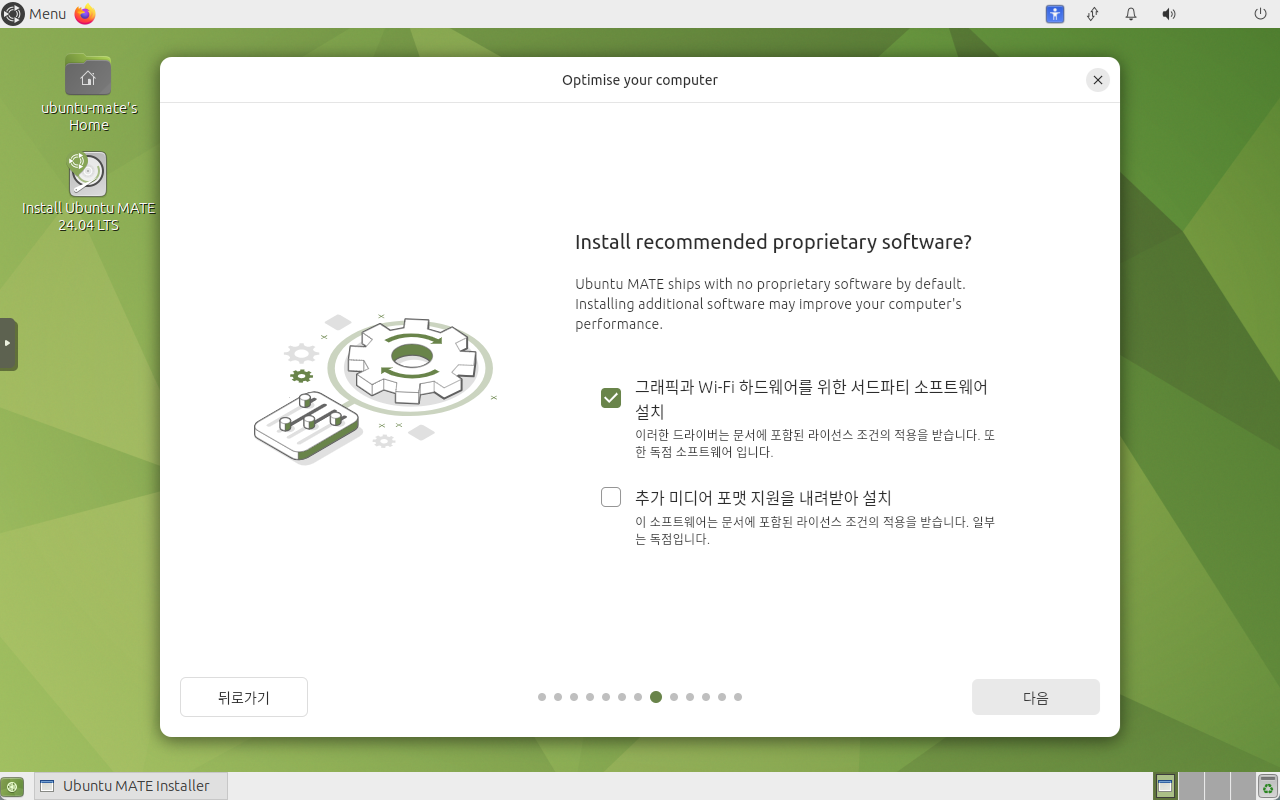 Menu
ubuntu-mate's
Home
Install Ubuntu MATE
24.04 LTS
Optimise your computer
Install recommended proprietary software?
Ubuntu MATE ships with no proprietary software by default.
Installing additional software may improve your computer's
performance.
그래픽과 Wi-Fi 하드웨어를 위한 서드파티 소프트웨어
설치
이러한 드라이버는 문서에 포함된 라이선스 조건의 적용을 받습니다. 또
한 독점 소프트웨어 입니다.
추가 미디어 포맷 지원을 내려받아 설치
이 소프트웨어는 문서에 포함된 라이선스 조건의 적용을 받습니다. 일부
는 독점입니다.
뒤로가기
다음
Ubuntu MATE Installer